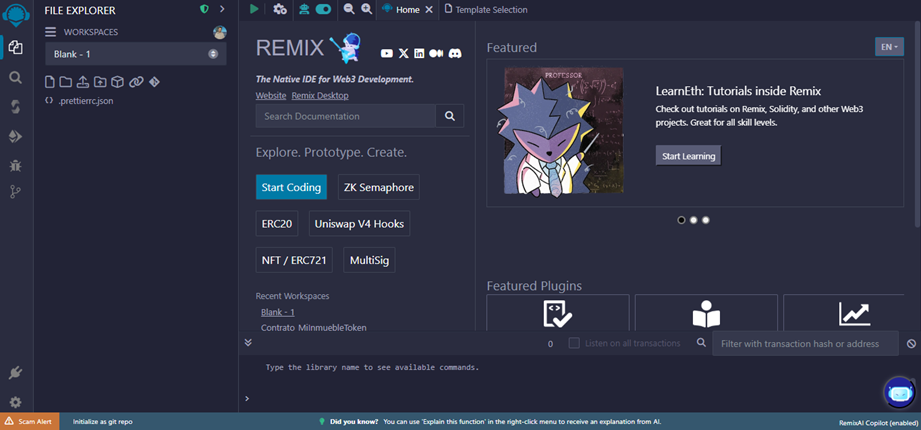 FILE EXPLORER
WORKSPACES
Blank - 1
.prettierrc.json
Home
Template Selection
REMIX
The Native IDE for Web3 Development.
Website Remix Desktop
Search Documentation
Explore. Prototype. Create.
Start Coding
ZK Semaphore
ERC20
Uniswap V4 Hooks
NFT / ERC721
MultiSig
Recent Workspaces
Blank - 1
Contrato MiInmuebleToken
Featured
EN
PROFESSOR
LearnEth: Tutorials inside Remix
Check out tutorials on Remix, Solidity, and other Web3
projects. Great for all skill levels.
Start Learning
Featured Plugins
0
Listen on all transactions
Filter with transaction hash or address
Type the library name to see available commands.
>
Scam Alert
Initialize as git repo
Did you know? You can use 'Explain this function' in the right-click menu to receive an explanation from AI.
RemixAI Copilot (enabled)